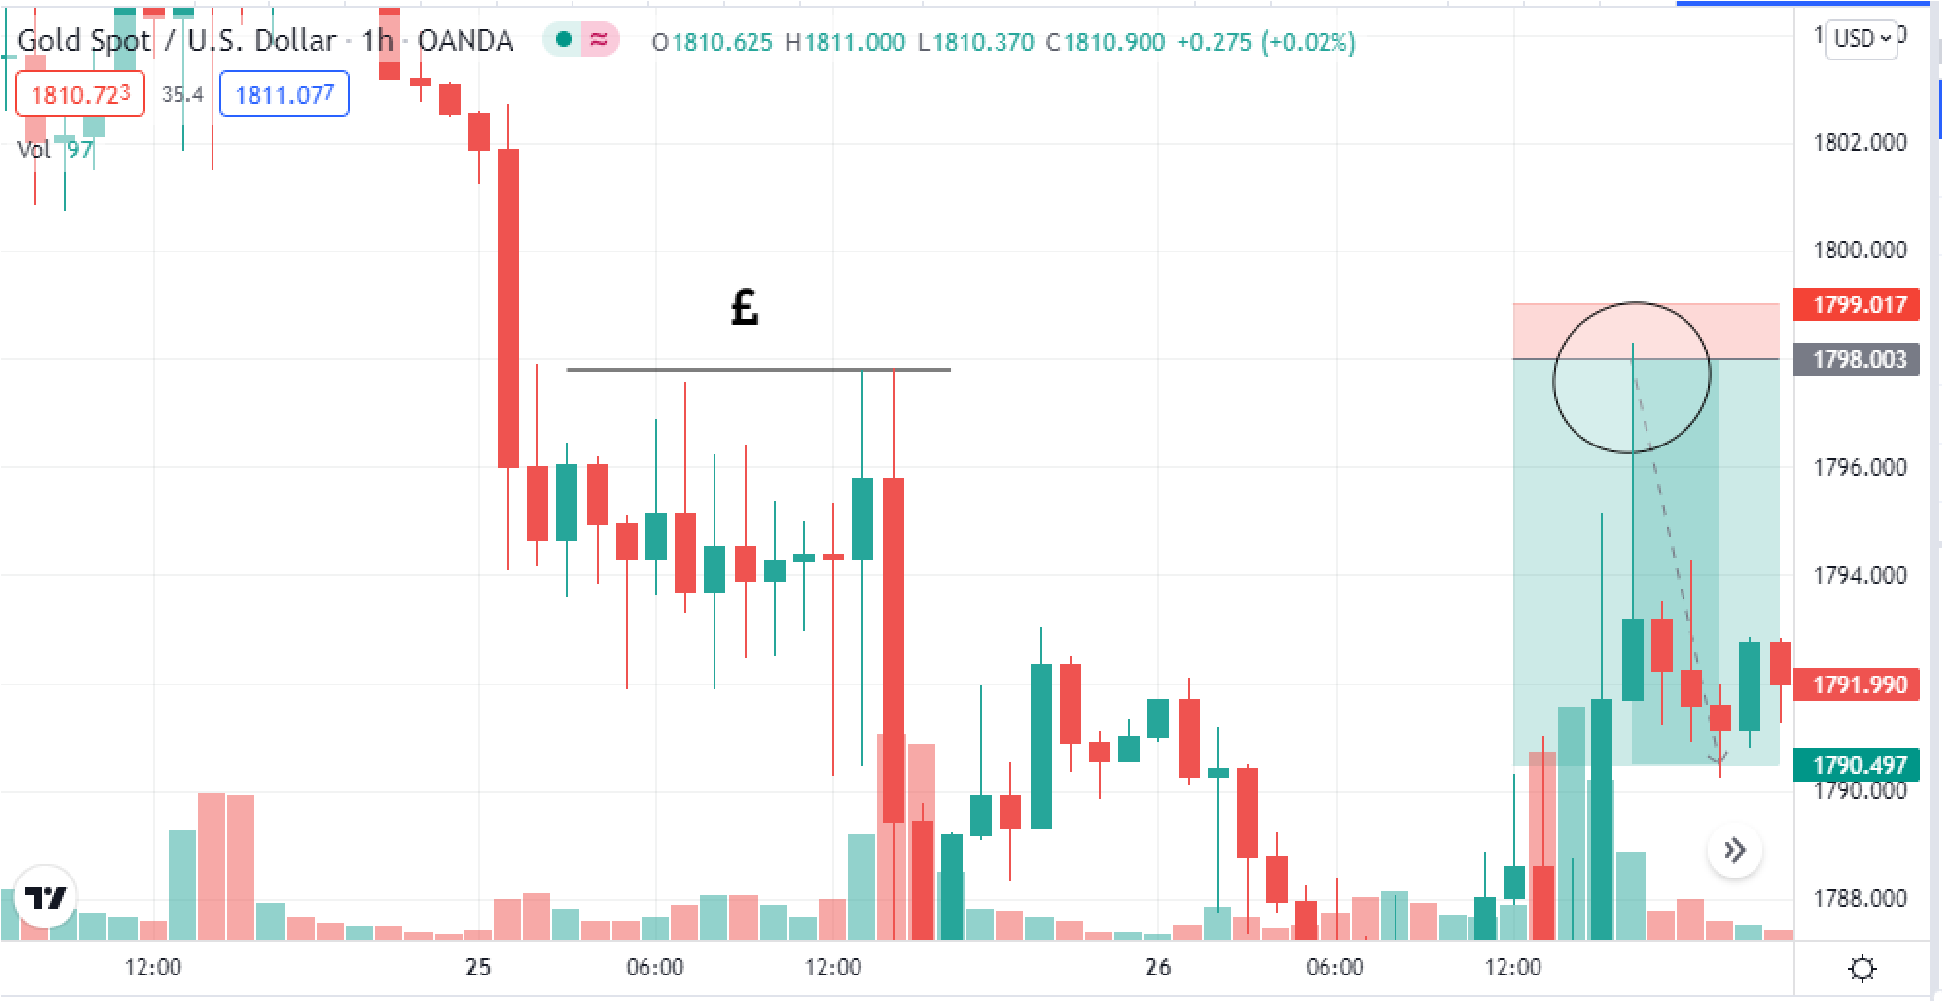 Gold Spot / U.S. Dollar · 1h · OANDA ≈ O1810.625 H1811.000 L1810.370 C1810.900 +0.275 (+0.02%)
USD
1810.723 35.4 1811.077
Vol 97
1802.000
1800.000
£
1799.017
1798.003
1796.000
1794.000
1791.990
1790.497
1790.000
1788.000
12:00 25 06:00 12:00 26 06:00 12:00